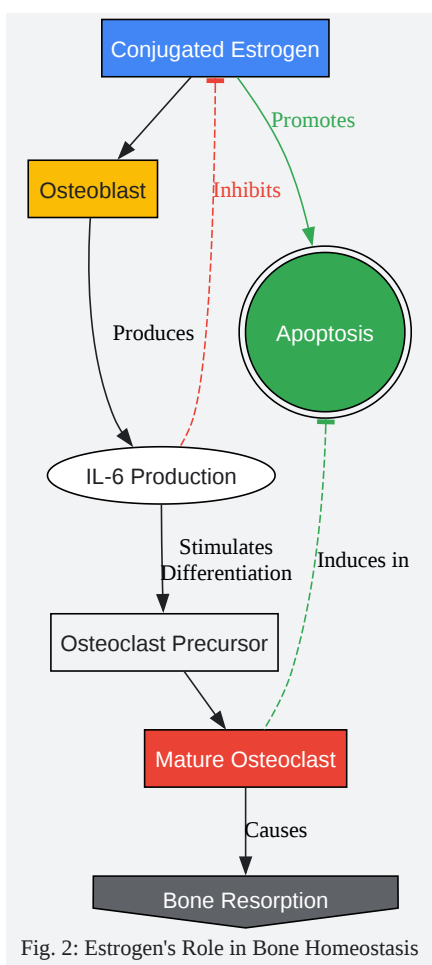 Conjugated Estrogen
Promotes
Osteoblast
Inhibits
Produces
Apoptosis
IL-6 Production
Stimulates
Differentiation
Induces in
Osteoclast Precursor
Mature Osteoclast
Causes
Bone Resorption
Fig. 2: Estrogen's Role in Bone Homeostasis